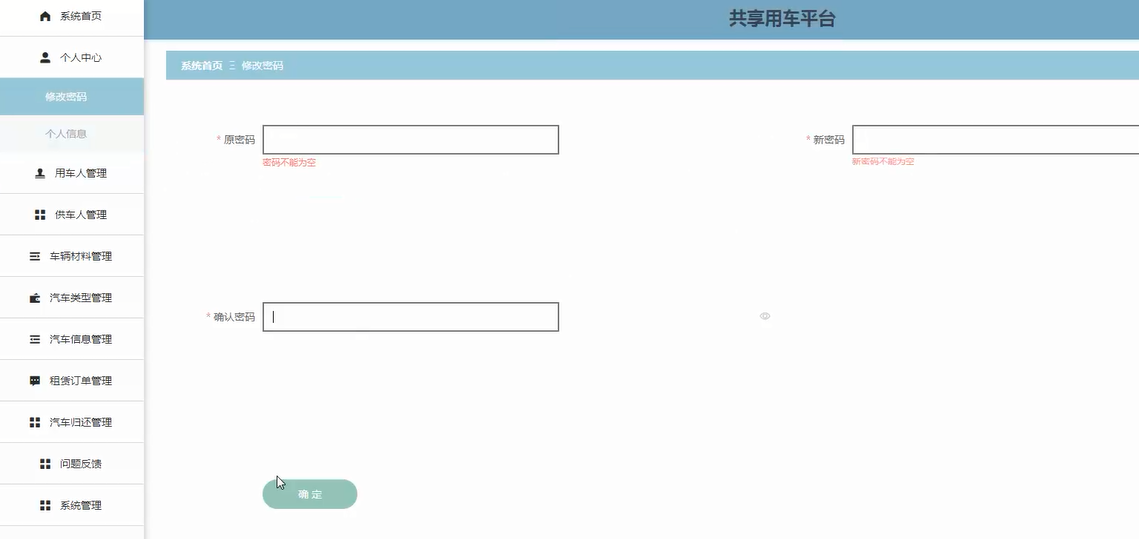 共享用车平台
系统首页
个人中心
修改密码
个人信息
用车人管理
供车人管理
车辆材料管理
汽车类型管理
汽车信息管理
租赁订单管理
汽车归还管理
问题反馈
系统管理
系统首页 Ξ 修改密码
* 原密码
密码不能为空
* 新密码
新密码不能为空
* 确认密码
确 定